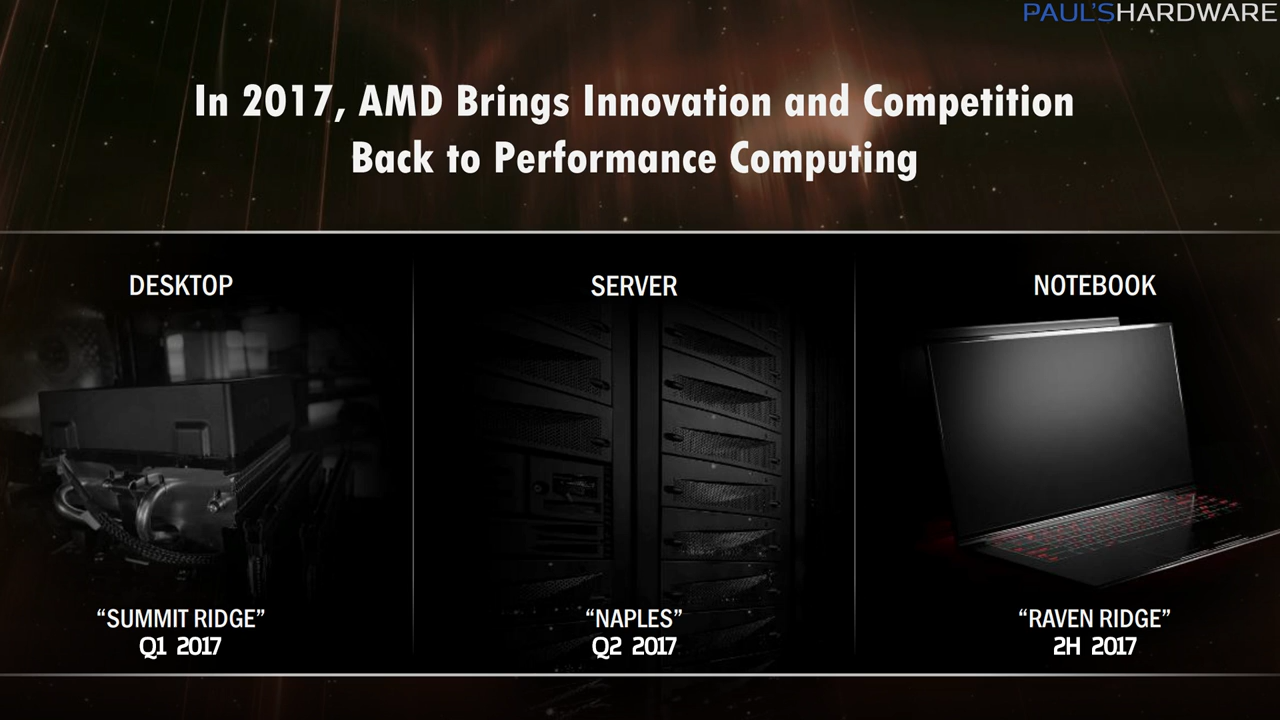 PAUL'SHARDWARE
In 2017, AMD Brings Innovation and Competition
Back to Performance Computing
DESKTOP
SERVER
NOTEBOOK
“SUMMIT RIDGE”
Q1 2017
“NAPLES”
Q2 2017
“RAVEN RIDGE”
2H 2017